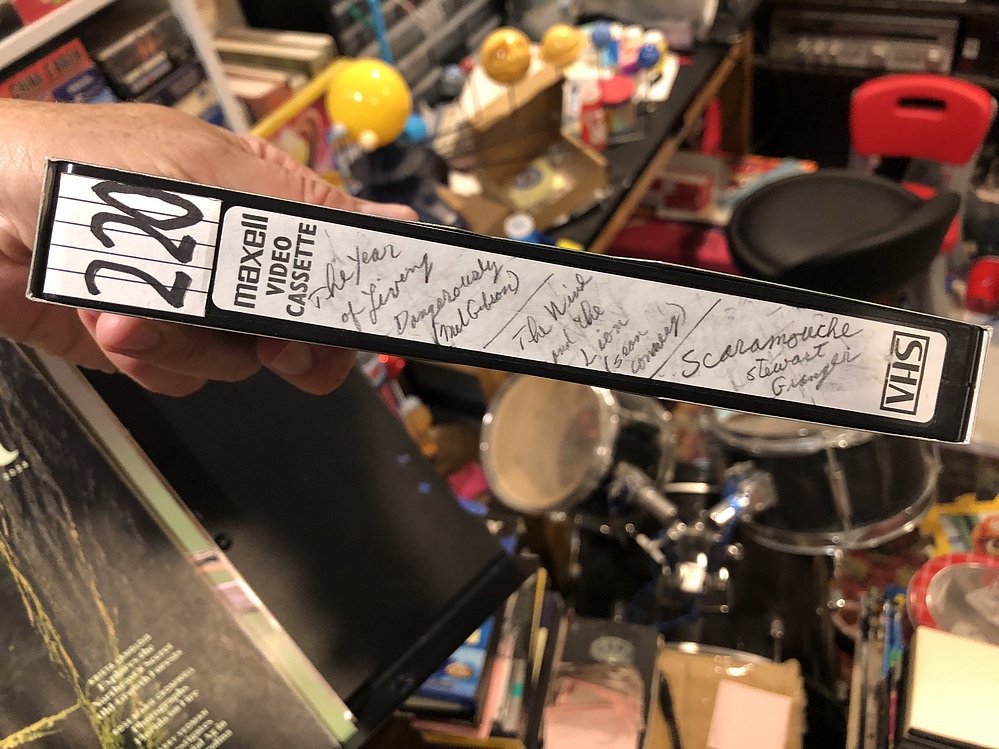 220
maxell
VIDEO
CASSETTE
The Year
of Living
Dangerously
(Mel Gibson)
The Wind
and the
Lion
(Sean
Connery)
Scaramouche
Stewart
Granger
VHS